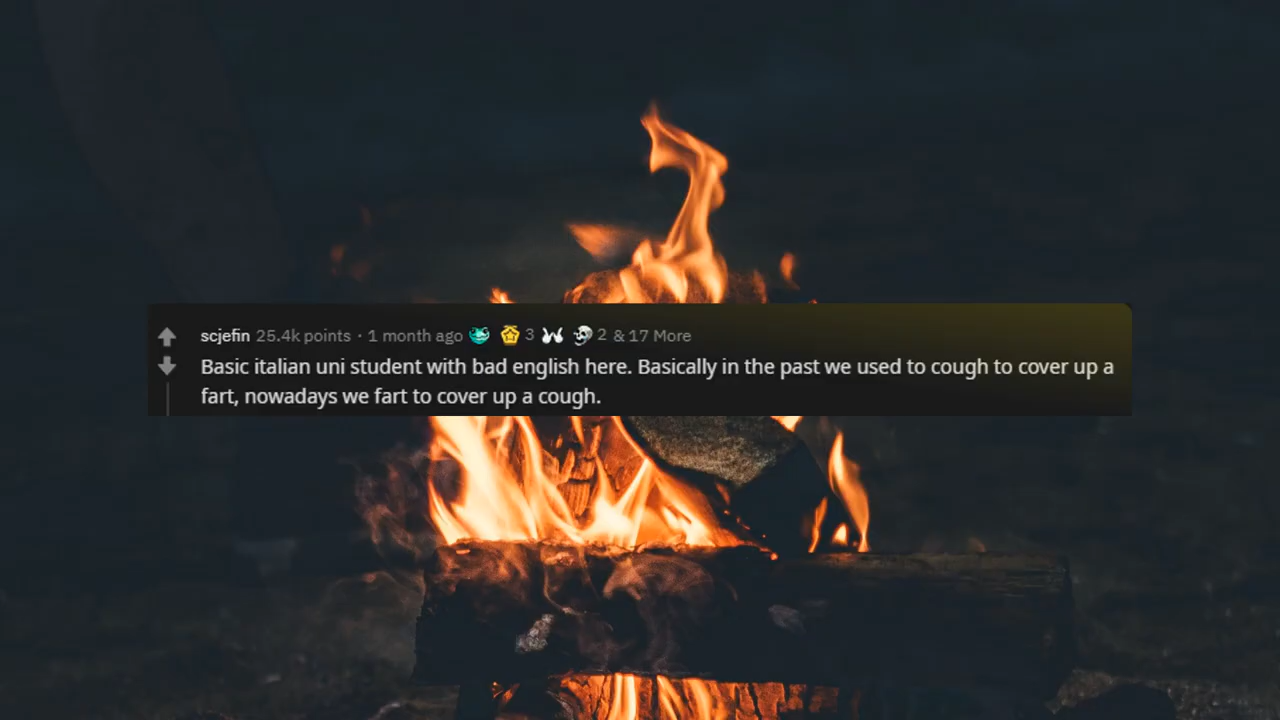 scjefin 25.4k points · 1 month ago 3 2 & 17 More
Basic italian uni student with bad english here. Basically in the past we used to cough to cover up a
fart, nowadays we fart to cover up a cough.